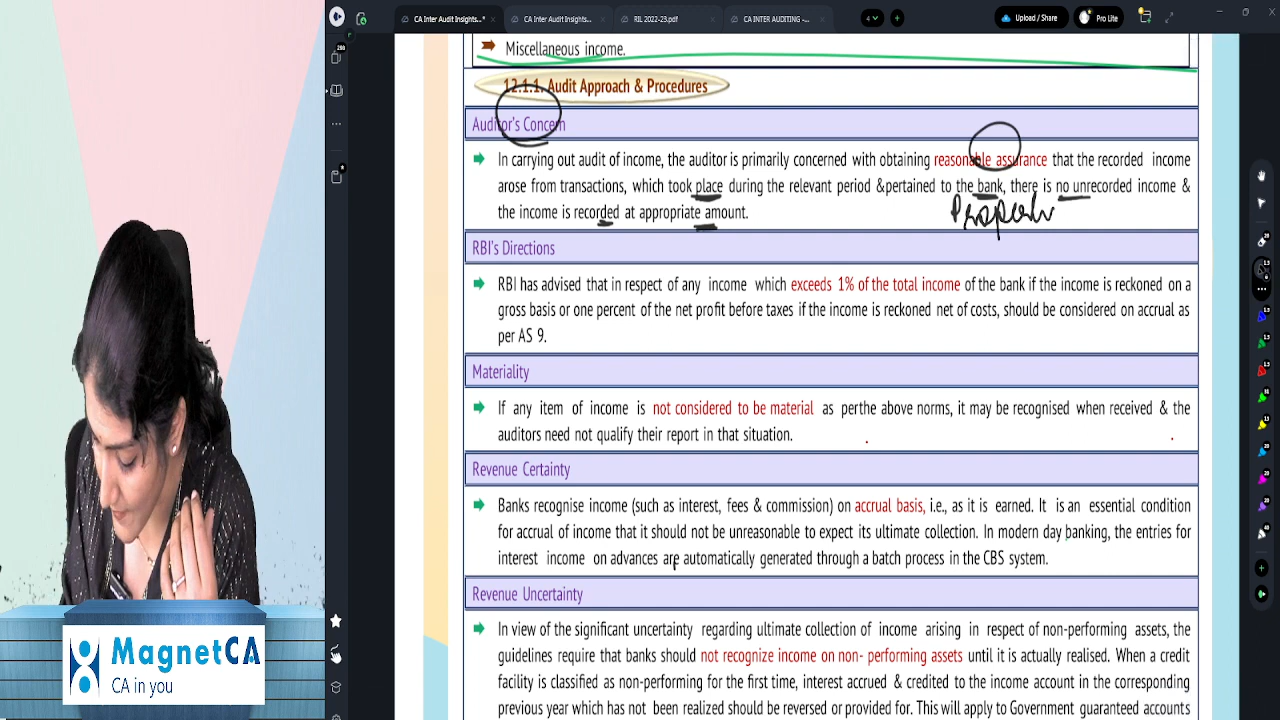 CA Inter Audit Insights...*
CA Inter Audit Insights...
RIL 2022-23.pdf
CA INTER AUDITING -...
4
Upload / Share
Pro Lite
Miscellaneous income.
12.1.1. Audit Approach & Procedures
Auditor's Concern
In carrying out audit of income, the auditor is primarily concerned with obtaining reasonable assurance that the recorded income
arose from transactions, which took place during the relevant period &pertained to the bank, there is no unrecorded income &
the income is recorded at appropriate amount.
RBI's Directions
RBI has advised that in respect of any income which exceeds 1% of the total income of the bank if the income is reckoned on a
gross basis or one percent of the net profit before taxes if the income is reckoned net of costs, should be considered on accrual as
per AS 9.
Materiality
If any item of income is not considered to be material as perthe above norms, it may be recognised when received & the
auditors need not qualify their report in that situation.
Revenue Certainty
Banks recognise income (such as interest, fees & commission) on accrual basis, i.e., as it is earned. It is an essential condition
for accrual of income that it should not be unreasonable to expect its ultimate collection. In modern day banking, the entries for
interest income on advances are automatically generated through a batch process in the CBS system.
Revenue Uncertainty
In view of the significant uncertainty regarding ultimate collection of income arising in respect of non-performing assets, the
guidelines require that banks should not recognize income on non- performing assets until it is actually realised. When a credit
facility is classified as non-performing for the first time, interest accrued & credited to the income account in the corresponding
previous year which has not been realized should be reversed or provided for. This will apply to Government guaranteed accounts
MagnetCA
CA in you